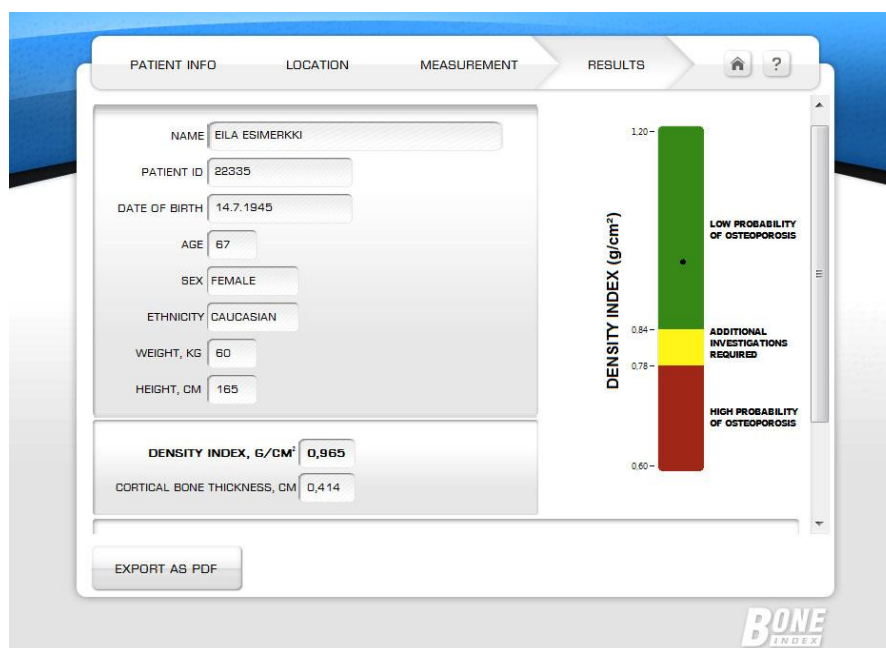 PATIENT INFO LOCATION MEASUREMENT RESULTS ?
NAME EILA ESIMERKKI
PATIENT ID 22335
DATE OF BIRTH 14.7.1945
AGE 67
SEX FEMALE
ETHNICITY CAUCASIAN
WEIGHT, KG 60
HEIGHT, CM 165
DENSITY INDEX, G/CM² 0,965
CORTICAL BONE THICKNESS, CM 0,414
DENSITY INDEX (g/cm²)
1,20
0,84
0,78
0,60
LOW PROBABILITY
OF OSTEOPOROSIS
ADDITIONAL
INVESTIGATIONS
REQUIRED
HIGH PROBABILITY
OF OSTEOPOROSIS
EXPORT AS PDF
BONE
INDEX